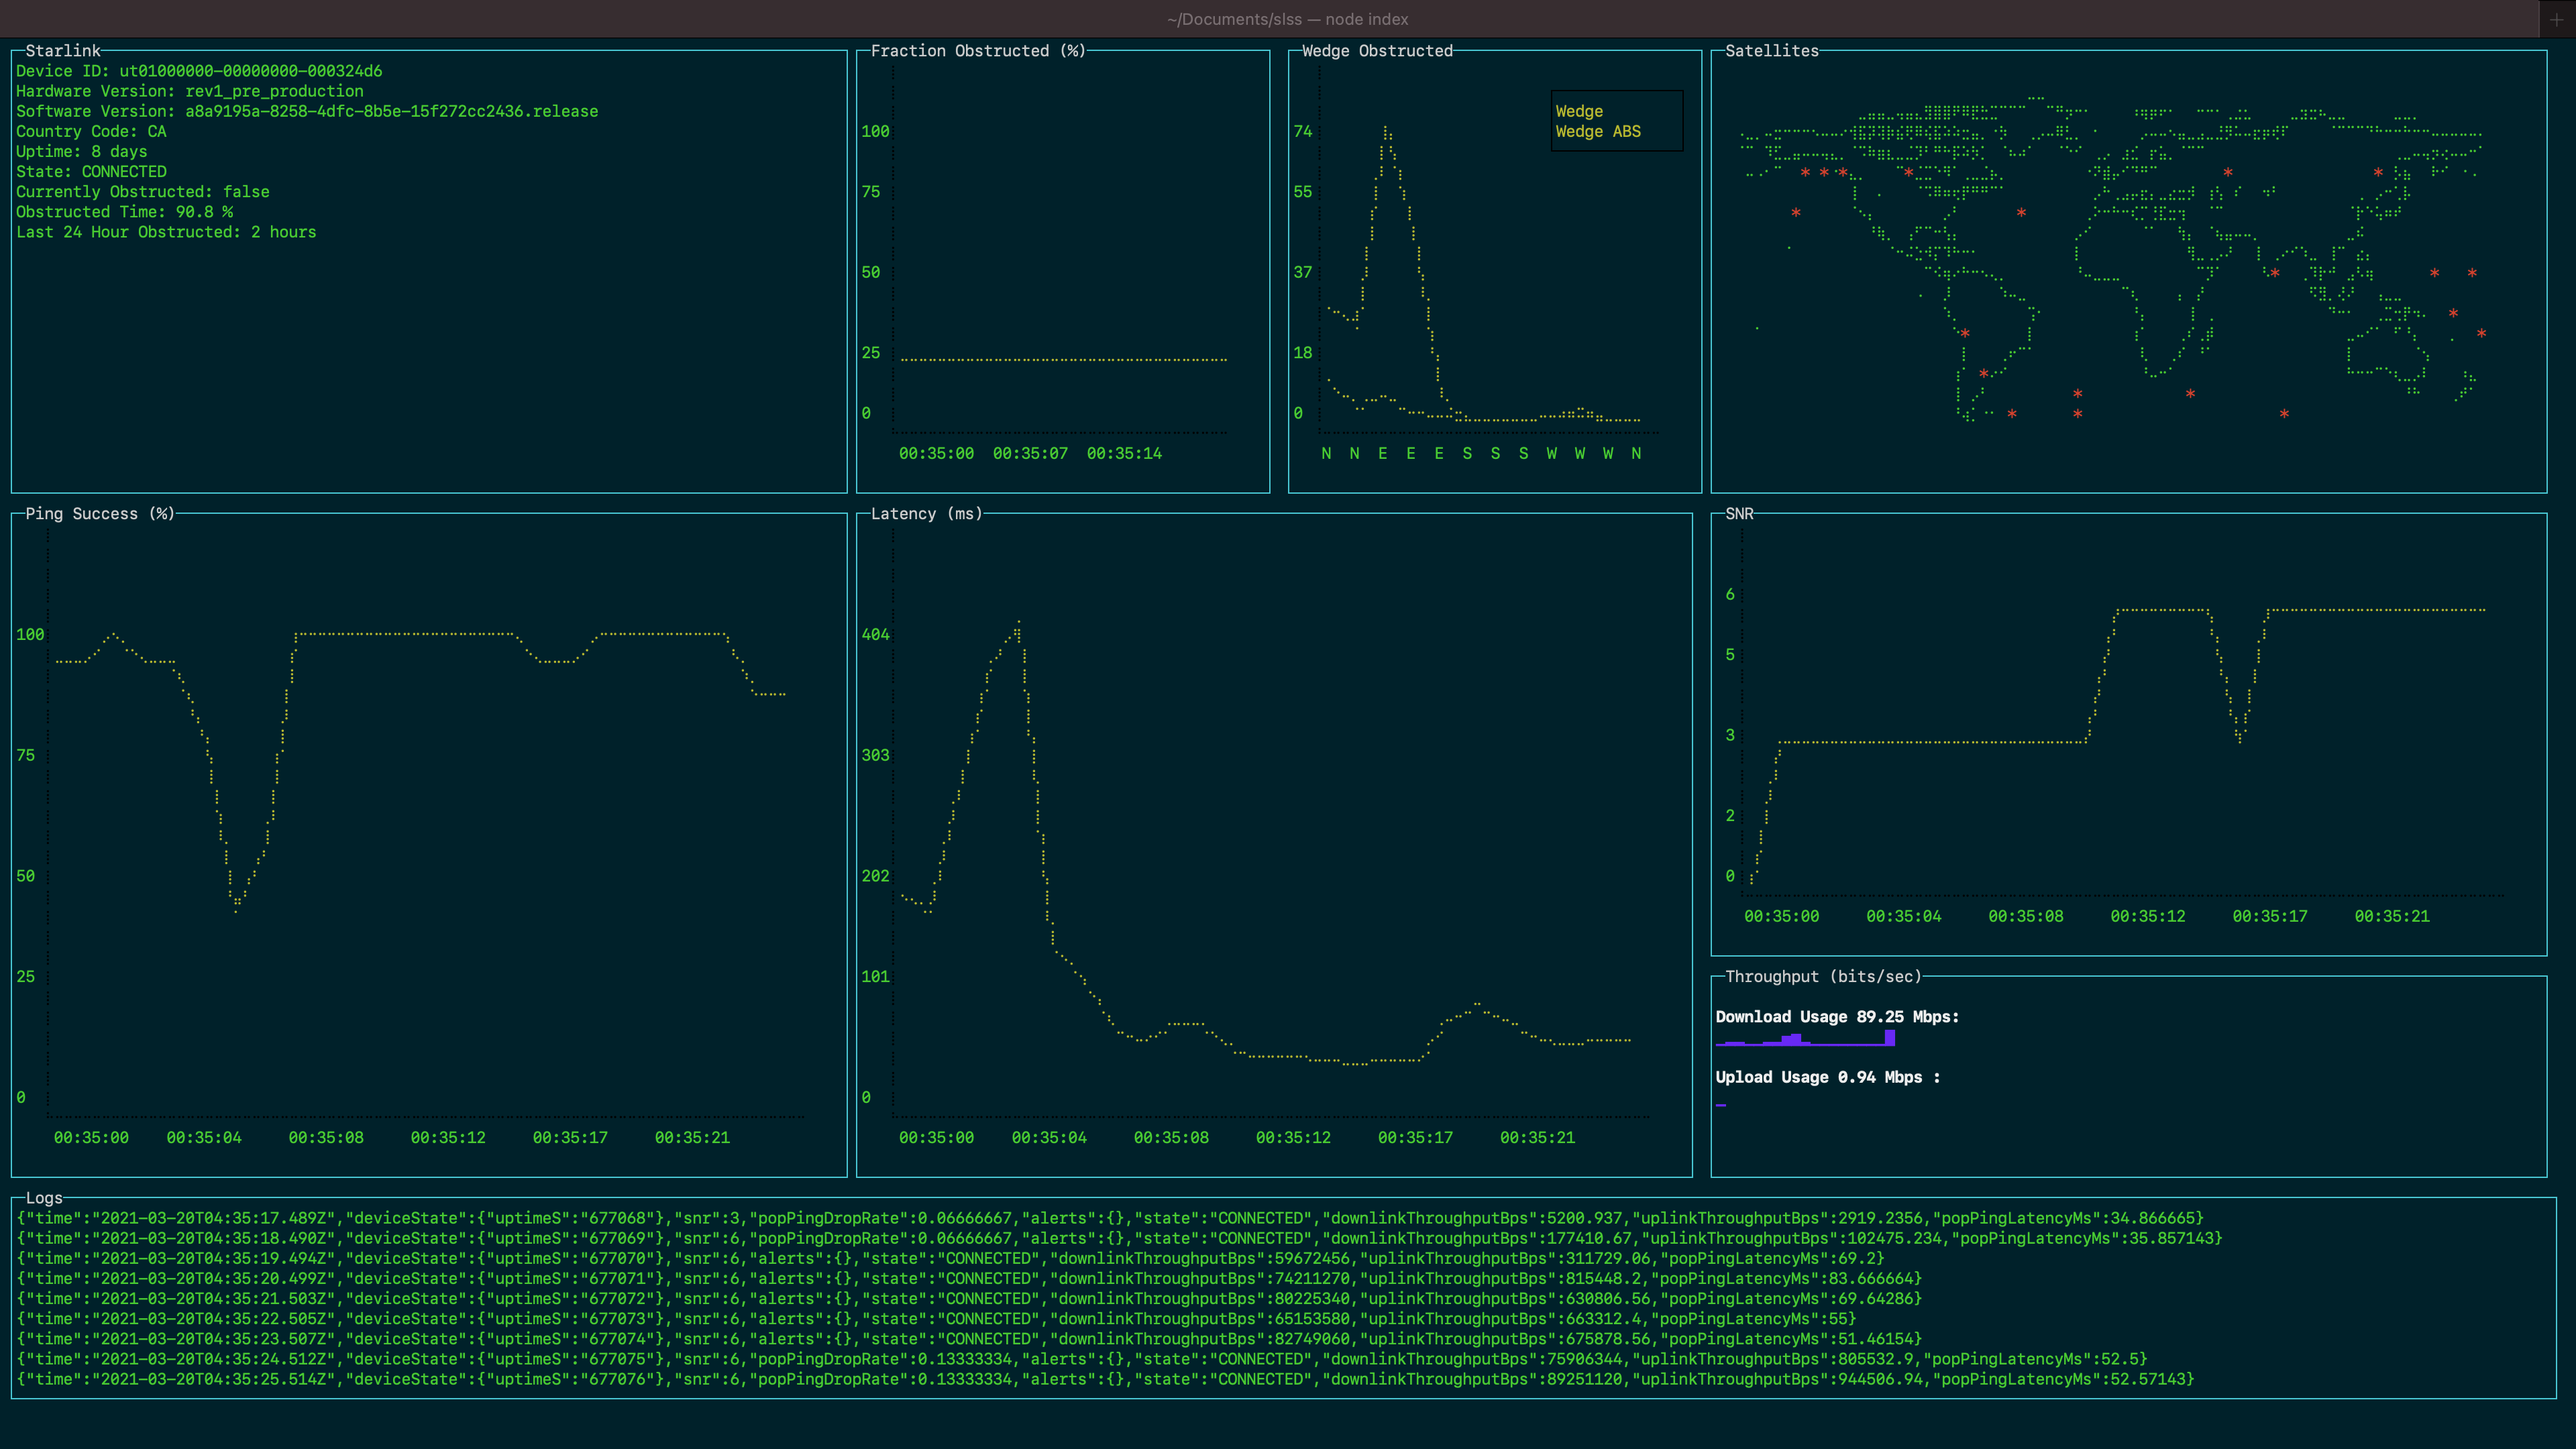 ~/Documents/slss — node index
Starlink
Device ID: ut01000000-00000000-000324d6
Hardware Version: rev1_pre_production
Software Version: a8a9195a-8258-4dfc-8b5e-15f272cc2436.release
Country Code: CA
Uptime: 8 days
State: CONNECTED
Currently Obstructed: false
Obstructed Time: 90.8 %
Last 24 Hour Obstructed: 2 hours
Fraction Obstructed (%)
100
75
50
25
0
00:35:00 00:35:07 00:35:14
Wedge Obstructed
Wedge
Wedge ABS
74
55
37
18
0
N N E E E S S S W W W N
Satellites
Ping Success (%)
100
75
50
25
0
00:35:00 00:35:04 00:35:08 00:35:12 00:35:17 00:35:21
Latency (ms)
404
303
202
101
0
00:35:00 00:35:04 00:35:08 00:35:12 00:35:17 00:35:21
SNR
6
5
3
2
0
00:35:00 00:35:04 00:35:08 00:35:12 00:35:17 00:35:21
Throughput (bits/sec)
Download Usage 89.25 Mbps:
Upload Usage 0.94 Mbps :
Logs
{"time":"2021-03-20T04:35:17.489Z","deviceState":{"uptimeS":"677068"},"snr":3,"popPingDropRate":0.06666667,"alerts":{},"state":"CONNECTED","downlinkThroughputBps":5200.937,"uplinkThroughputBps":2919.2356,"popPingLatencyMs":34.866665}
{"time":"2021-03-20T04:35:18.490Z","deviceState":{"uptimeS":"677069"},"snr":6,"popPingDropRate":0.06666667,"alerts":{},"state":"CONNECTED","downlinkThroughputBps":177410.67,"uplinkThroughputBps":102475.234,"popPingLatencyMs":35.857143}
{"time":"2021-03-20T04:35:19.494Z","deviceState":{"uptimeS":"677070"},"snr":6,"alerts":{},"state":"CONNECTED","downlinkThroughputBps":59672456,"uplinkThroughputBps":311729.06,"popPingLatencyMs":69.2}
{"time":"2021-03-20T04:35:20.499Z","deviceState":{"uptimeS":"677071"},"snr":6,"alerts":{},"state":"CONNECTED","downlinkThroughputBps":74211270,"uplinkThroughputBps":815448.2,"popPingLatencyMs":83.666664}
{"time":"2021-03-20T04:35:21.503Z","deviceState":{"uptimeS":"677072"},"snr":6,"alerts":{},"state":"CONNECTED","downlinkThroughputBps":80225340,"uplinkThroughputBps":630806.56,"popPingLatencyMs":69.64286}
{"time":"2021-03-20T04:35:22.505Z","deviceState":{"uptimeS":"677073"},"snr":6,"alerts":{},"state":"CONNECTED","downlinkThroughputBps":65153580,"uplinkThroughputBps":663312.4,"popPingLatencyMs":55}
{"time":"2021-03-20T04:35:23.507Z","deviceState":{"uptimeS":"677074"},"snr":6,"alerts":{},"state":"CONNECTED","downlinkThroughputBps":82749060,"uplinkThroughputBps":675878.56,"popPingLatencyMs":51.46154}
{"time":"2021-03-20T04:35:24.512Z","deviceState":{"uptimeS":"677075"},"snr":6,"popPingDropRate":0.13333334,"alerts":{},"state":"CONNECTED","downlinkThroughputBps":75906344,"uplinkThroughputBps":805532.9,"popPingLatencyMs":52.5}
{"time":"2021-03-20T04:35:25.514Z","deviceState":{"uptimeS":"677076"},"snr":6,"popPingDropRate":0.13333334,"alerts":{},"state":"CONNECTED","downlinkThroughputBps":89251120,"uplinkThroughputBps":944506.94,"popPingLatencyMs":52.57143}